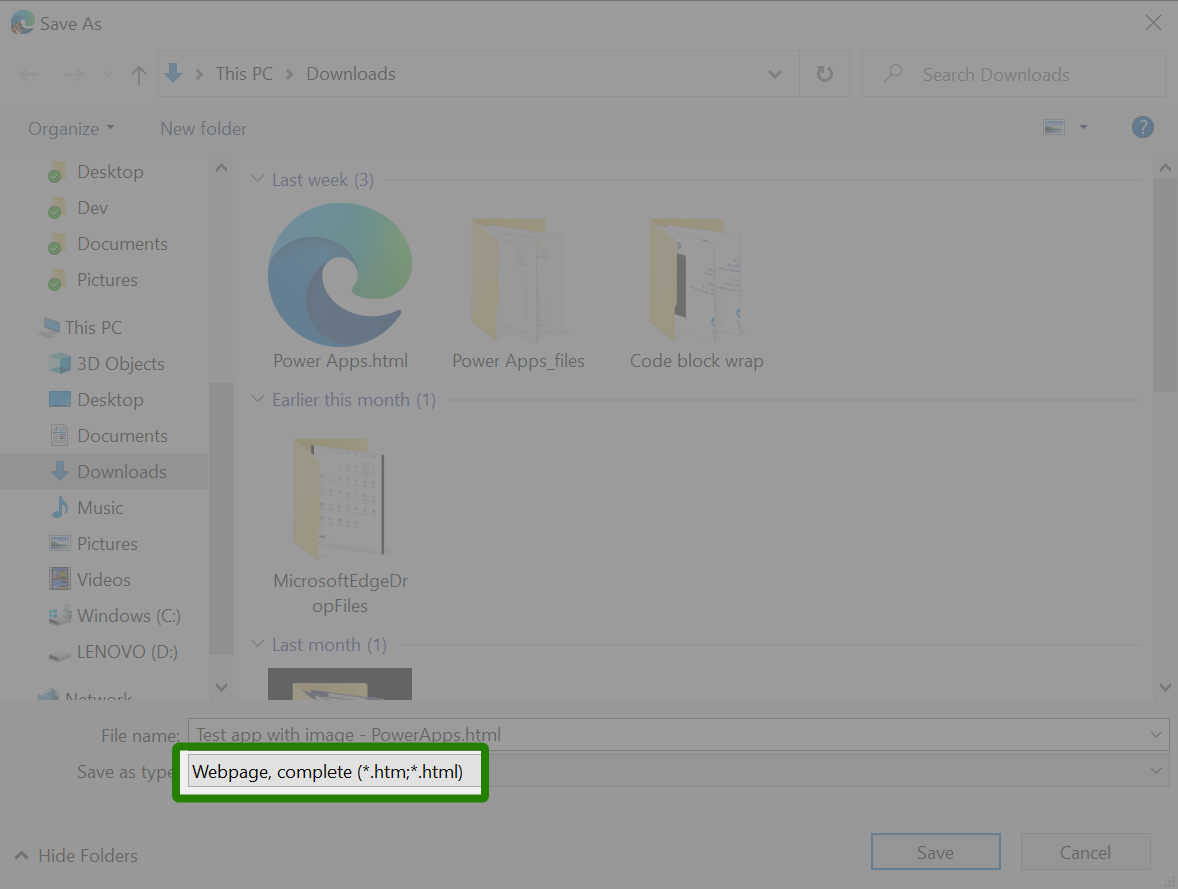 Save As
This PC
Downloads
Search Downloads
Organize
New folder
Desktop
Dev
Documents
Pictures
This PC
3D Objects
Desktop
Documents
Downloads
Music
Pictures
Videos
Windows (C:)
LENOVO (D:)
Network
Last week (3)
Power Apps.html
Power Apps_files
Code block wrap
Earlier this month (1)
MicrosoftEdgeDr
opFiles
Last month (1)
File name:
Test app with image - PowerApps.html
Save as type
Webpage, complete (*.htm;*.html)
Hide Folders
Save
Cancel